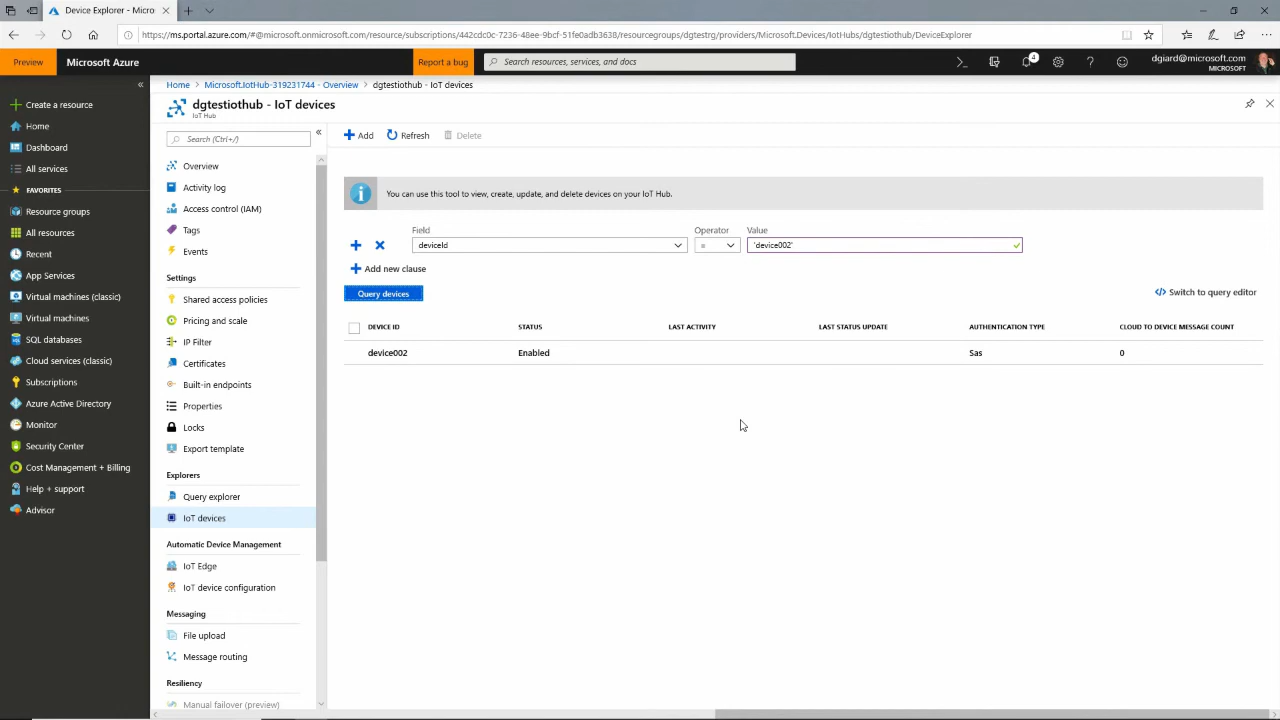 Device Explorer - Micro
https://ms.portal.azure.com/#@microsoft.onmicrosoft.com/resource/subscriptions/442cdc0c-7236-48ee-9bcf-51fe0adb3638/resourcegroups/dgtestrg/providers/Microsoft.Devices/IotHubs/dgtestiothub/DeviceExplorer
Preview
Microsoft Azure
Report a bug
Search resources, services, and docs
4
dgiard@microsoft.com
MICROSOFT
Create a resource
Home
Dashboard
All services
FAVORITES
Resource groups
All resources
Recent
App Services
Virtual machines (classic)
Virtual machines
SQL databases
Cloud services (classic)
Subscriptions
Azure Active Directory
Monitor
Security Center
Cost Management + Billing
Help + support
Advisor
Home > Microsoft.IotHub-319231744 - Overview > dgtestiothub - IoT devices
dgtestiothub - IoT devices
IoT Hub
Search (Ctrl+/)
Overview
Activity log
Access control (IAM)
Tags
Events
Settings
Shared access policies
Pricing and scale
IP Filter
Certificates
Built-in endpoints
Properties
Locks
Export template
Explorers
Query explorer
IoT devices
Automatic Device Management
IoT Edge
IoT device configuration
Messaging
File upload
Message routing
Resiliency
Manual failover (preview)
Add Refresh Delete
You can use this tool to view, create, update, and delete devices on your IoT Hub.
Field Operator Value
deviceId = 'device002'
Add new clause
Query devices
Switch to query editor
DEVICE ID STATUS LAST ACTIVITY LAST STATUS UPDATE AUTHENTICATION TYPE CLOUD TO DEVICE MESSAGE COUNT
device002 Enabled Sas 0